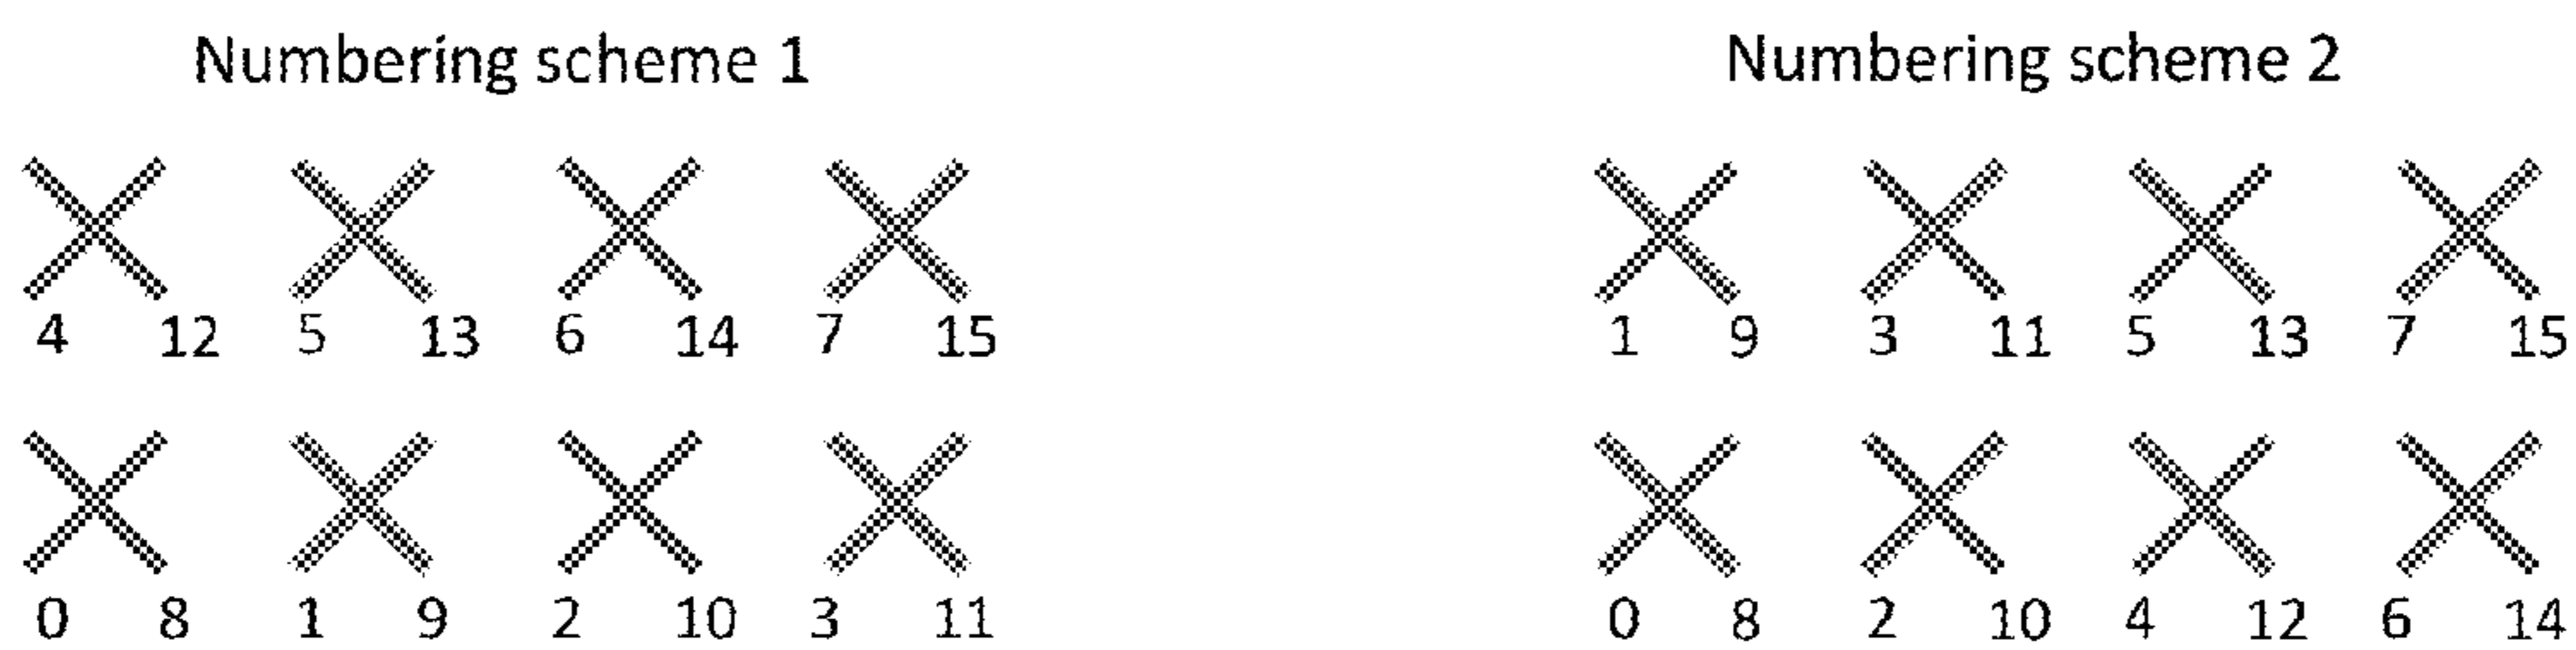 Numbering scheme 1
4 12 5 13 6 14 7 15
0 8 1 9 2 10 3 11
Numbering scheme 2
1 9 3 11 5 13 7 15
0 8 2 10 4 12 6 14